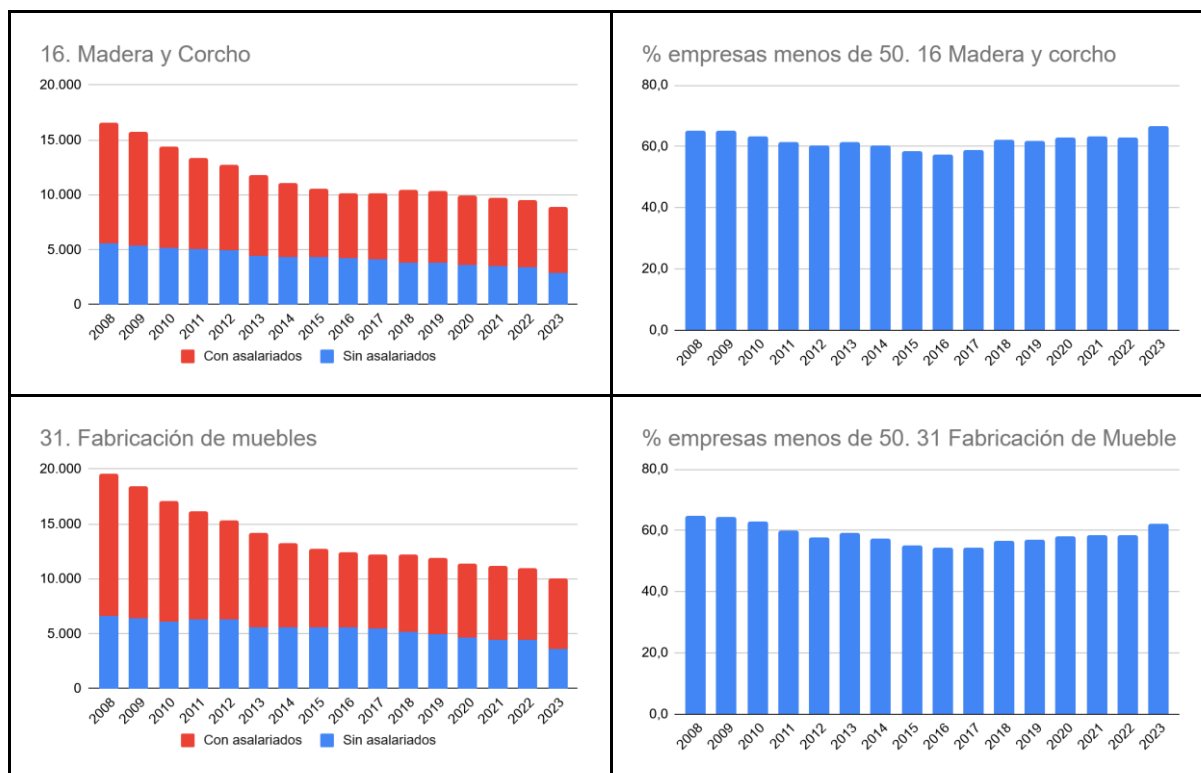 16. Madera y Corcho
20.000
15.000
10.000
5.000
0
2008 2009 2010 2011 2012 2013 2014 2015 2016 2017 2018 2019 2020 2021 2022 2023
Con asalariados Sin asalariados
% empresas menos de 50. 16 Madera y corcho
80,0
60,0
40,0
20,0
0,0
2008 2009 2010 2011 2012 2013 2014 2015 2016 2017 2018 2019 2020 2021 2022 2023
31. Fabricación de muebles
20.000
15.000
10.000
5.000
0
2008 2009 2010 2011 2012 2013 2014 2015 2016 2017 2018 2019 2020 2021 2022 2023
Con asalariados Sin asalariados
% empresas menos de 50. 31 Fabricación de Mueble
80,0
60,0
40,0
20,0
0,0
2008 2009 2010 2011 2012 2013 2014 2015 2016 2017 2018 2019 2020 2021 2022 2023